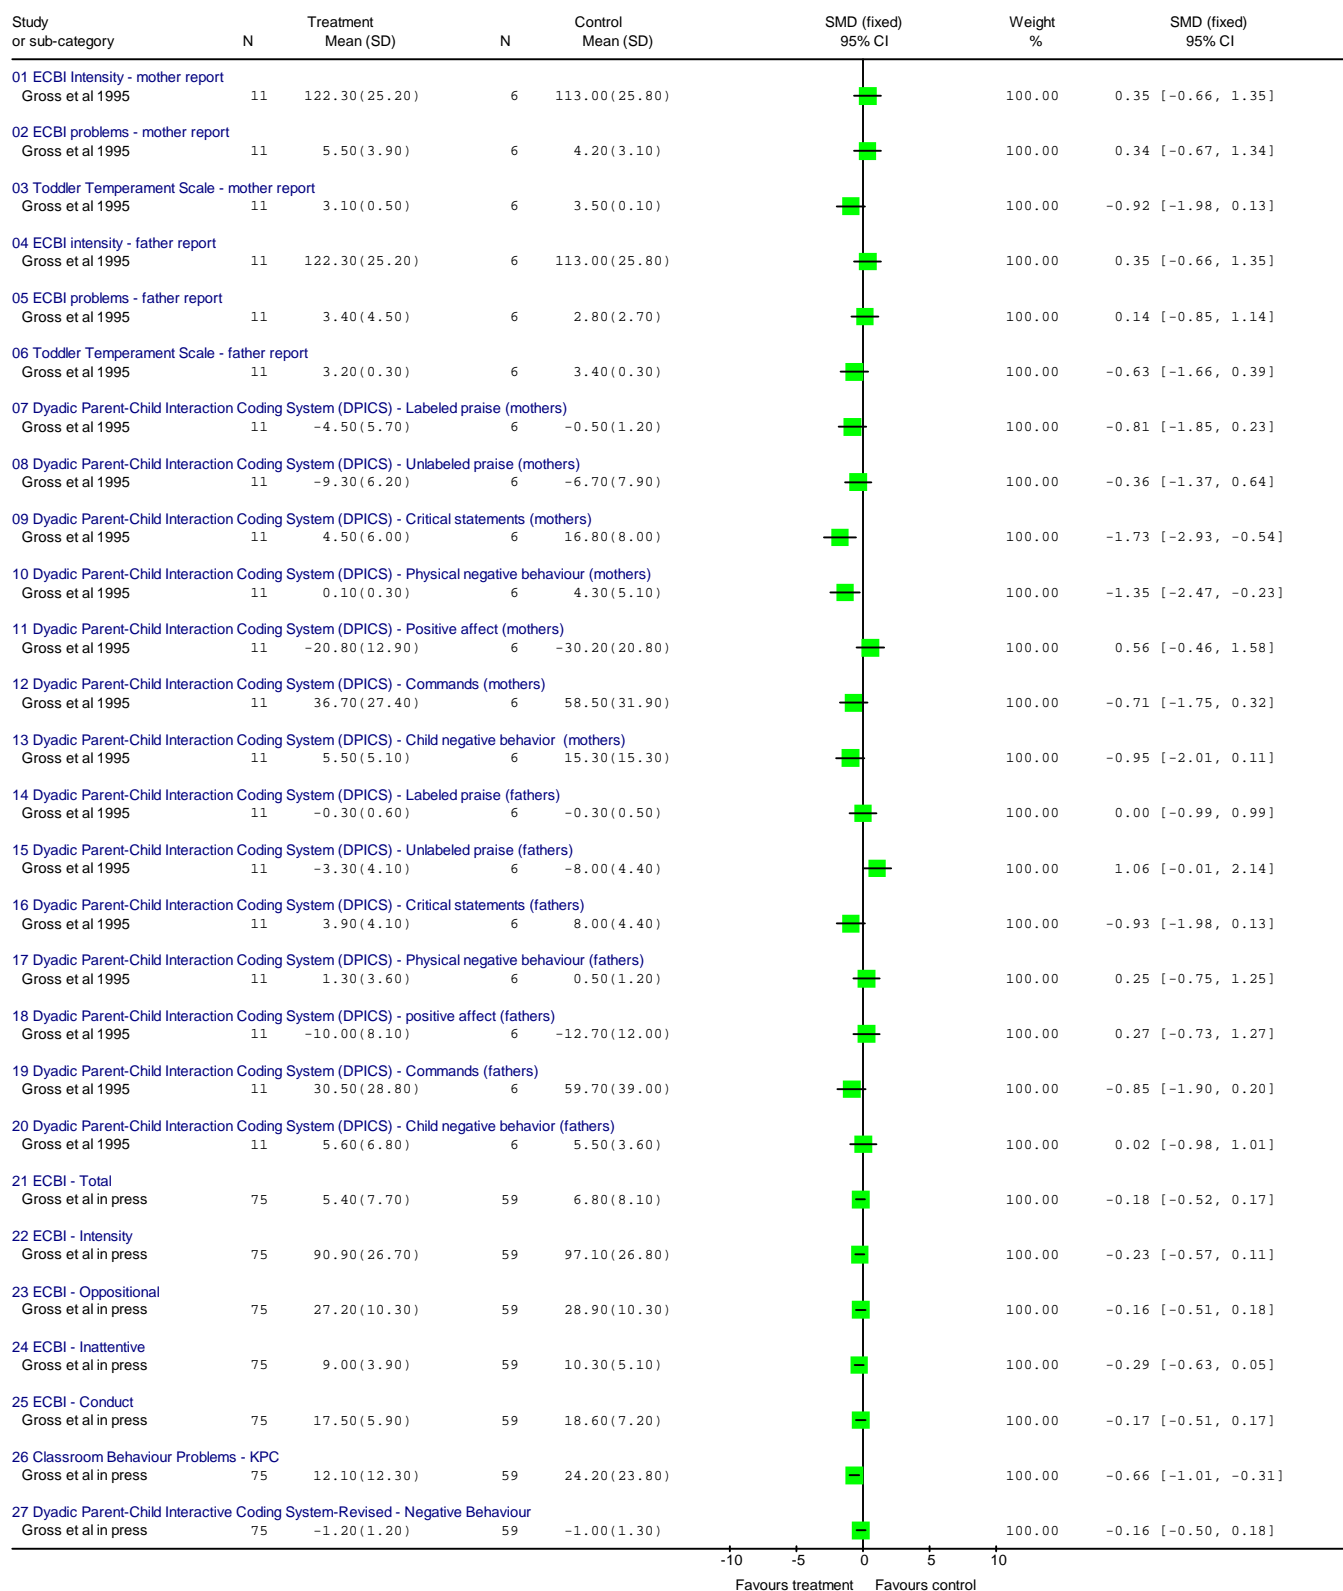 Study Treatment Control SMD (fixed) Weight SMD (fixed)
or sub-category N Mean (SD) N Mean (SD) 95% CI % 95% CI
01 ECBI Intensity - mother report
Gross et al 1995 11 122.30(25.20) 6 113.00(25.80) 100.00 0.35 [-0.66, 1.35]
02 ECBI problems - mother report
Gross et al 1995 11 5.50(3.90) 6 4.20(3.10) 100.00 0.34 [-0.67, 1.34]
03 Toddler Temperament Scale - mother report
Gross et al 1995 11 3.10(0.50) 6 3.50(0.10) 100.00 -0.92 [-1.98, 0.13]
04 ECBI intensity - father report
Gross et al 1995 11 122.30(25.20) 6 113.00(25.80) 100.00 0.35 [-0.66, 1.35]
05 ECBI problems - father report
Gross et al 1995 11 3.40(4.50) 6 2.80(2.70) 100.00 0.14 [-0.85, 1.14]
06 Toddler Temperament Scale - father report
Gross et al 1995 11 3.20(0.30) 6 3.40(0.30) 100.00 -0.63 [-1.66, 0.39]
07 Dyadic Parent-Child Interaction Coding System (DPICS) - Labeled praise (mothers)
Gross et al 1995 11 -4.50(5.70) 6 -0.50(1.20) 100.00 -0.81 [-1.85, 0.23]
08 Dyadic Parent-Child Interaction Coding System (DPICS) - Unlabeled praise (mothers)
Gross et al 1995 11 -9.30(6.20) 6 -6.70(7.90) 100.00 -0.36 [-1.37, 0.64]
09 Dyadic Parent-Child Interaction Coding System (DPICS) - Critical statements (mothers)
Gross et al 1995 11 4.50(6.00) 6 16.80(8.00) 100.00 -1.73 [-2.93, -0.54]
10 Dyadic Parent-Child Interaction Coding System (DPICS) - Physical negative behaviour (mothers)
Gross et al 1995 11 0.10(0.30) 6 4.30(5.10) 100.00 -1.35 [-2.47, -0.23]
11 Dyadic Parent-Child Interaction Coding System (DPICS) - Positive affect (mothers)
Gross et al 1995 11 -20.80(12.90) 6 -30.20(20.80) 100.00 0.56 [-0.46, 1.58]
12 Dyadic Parent-Child Interaction Coding System (DPICS) - Commands (mothers)
Gross et al 1995 11 36.70(27.40) 6 58.50(31.90) 100.00 -0.71 [-1.75, 0.32]
13 Dyadic Parent-Child Interaction Coding System (DPICS) - Child negative behavior (mothers)
Gross et al 1995 11 5.50(5.10) 6 15.30(15.30) 100.00 -0.95 [-2.01, 0.11]
14 Dyadic Parent-Child Interaction Coding System (DPICS) - Labeled praise (fathers)
Gross et al 1995 11 -0.30(0.60) 6 -0.30(0.50) 100.00 0.00 [-0.99, 0.99]
15 Dyadic Parent-Child Interaction Coding System (DPICS) - Unlabeled praise (fathers)
Gross et al 1995 11 -3.30(4.10) 6 -8.00(4.40) 100.00 1.06 [-0.01, 2.14]
16 Dyadic Parent-Child Interaction Coding System (DPICS) - Critical statements (fathers)
Gross et al 1995 11 3.90(4.10) 6 8.00(4.40) 100.00 -0.93 [-1.98, 0.13]
17 Dyadic Parent-Child Interaction Coding System (DPICS) - Physical negative behaviour (fathers)
Gross et al 1995 11 1.30(3.60) 6 0.50(1.20) 100.00 0.25 [-0.75, 1.25]
18 Dyadic Parent-Child Interaction Coding System (DPICS) - positive affect (fathers)
Gross et al 1995 11 -10.00(8.10) 6 -12.70(12.00) 100.00 0.27 [-0.73, 1.27]
19 Dyadic Parent-Child Interaction Coding System (DPICS) - Commands (fathers)
Gross et al 1995 11 30.50(28.80) 6 59.70(39.00) 100.00 -0.85 [-1.90, 0.20]
20 Dyadic Parent-Child Interaction Coding System (DPICS) - Child negative behavior (fathers)
Gross et al 1995 11 5.60(6.80) 6 5.50(3.60) 100.00 0.02 [-0.98, 1.01]
21 ECBI - Total
Gross et al in press 75 5.40(7.70) 59 6.80(8.10) 100.00 -0.18 [-0.52, 0.17]
22 ECBI - Intensity
Gross et al in press 75 90.90(26.70) 59 97.10(26.80) 100.00 -0.23 [-0.57, 0.11]
23 ECBI - Oppositional
Gross et al in press 75 27.20(10.30) 59 28.90(10.30) 100.00 -0.16 [-0.51, 0.18]
24 ECBI - Inattentive
Gross et al in press 75 9.00(3.90) 59 10.30(5.10) 100.00 -0.29 [-0.63, 0.05]
25 ECBI - Conduct
Gross et al in press 75 17.50(5.90) 59 18.60(7.20) 100.00 -0.17 [-0.51, 0.17]
26 Classroom Behaviour Problems - KPC
Gross et al in press 75 12.10(12.30) 59 24.20(23.80) 100.00 -0.66 [-1.01, -0.31]
27 Dyadic Parent-Child Interactive Coding System-Revised - Negative Behaviour
Gross et al in press 75 -1.20(1.20) 59 -1.00(1.30) 100.00 -0.16 [-0.50, 0.18]
-10 -5 0 5 10
Favours treatment Favours control